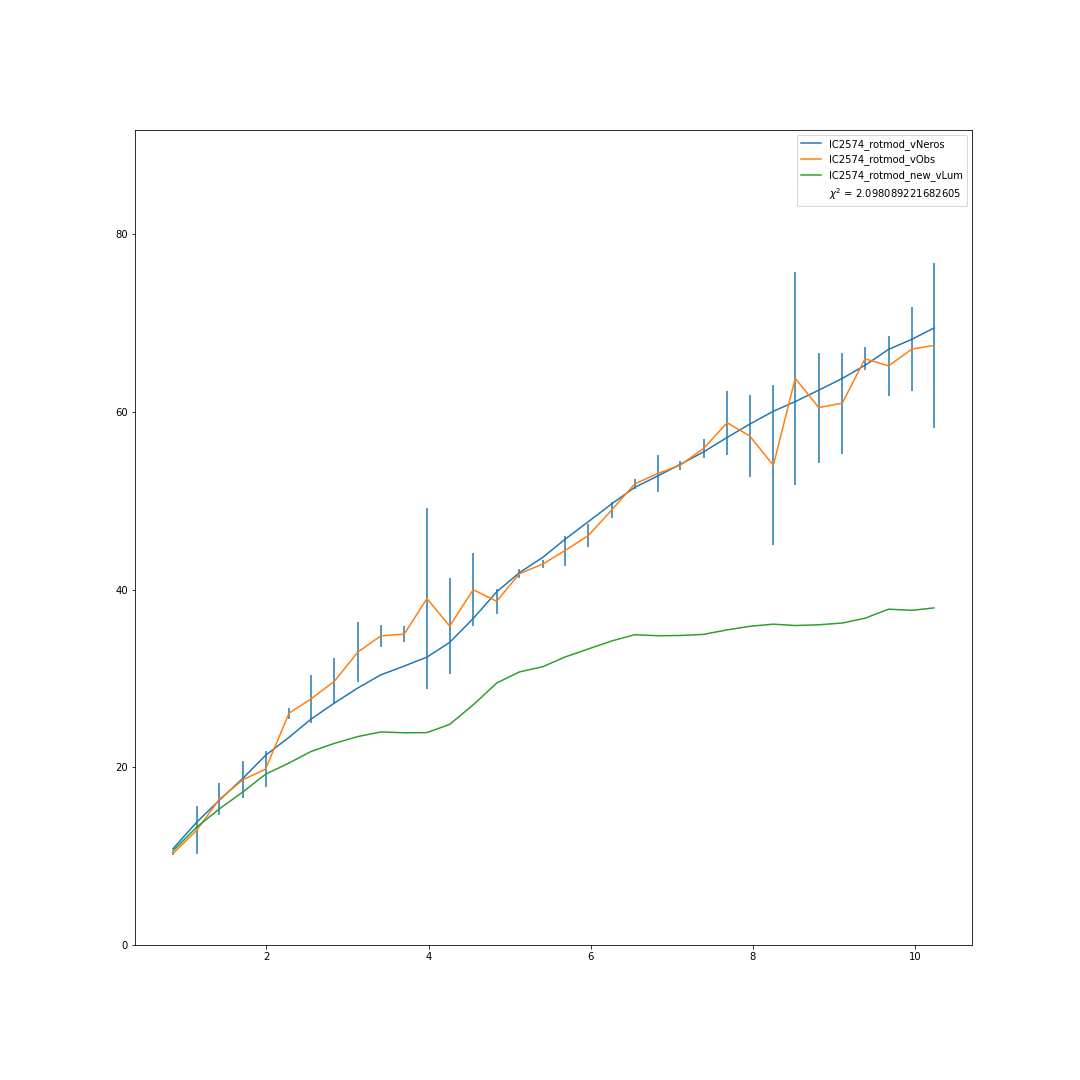 IC2574_rotmod_vNeros
IC2574_rotmod_vObs
IC2574_rotmod_new_vLum
χ² = 2.098089221682605
80
60
40
20
0
2 4 6 8 10